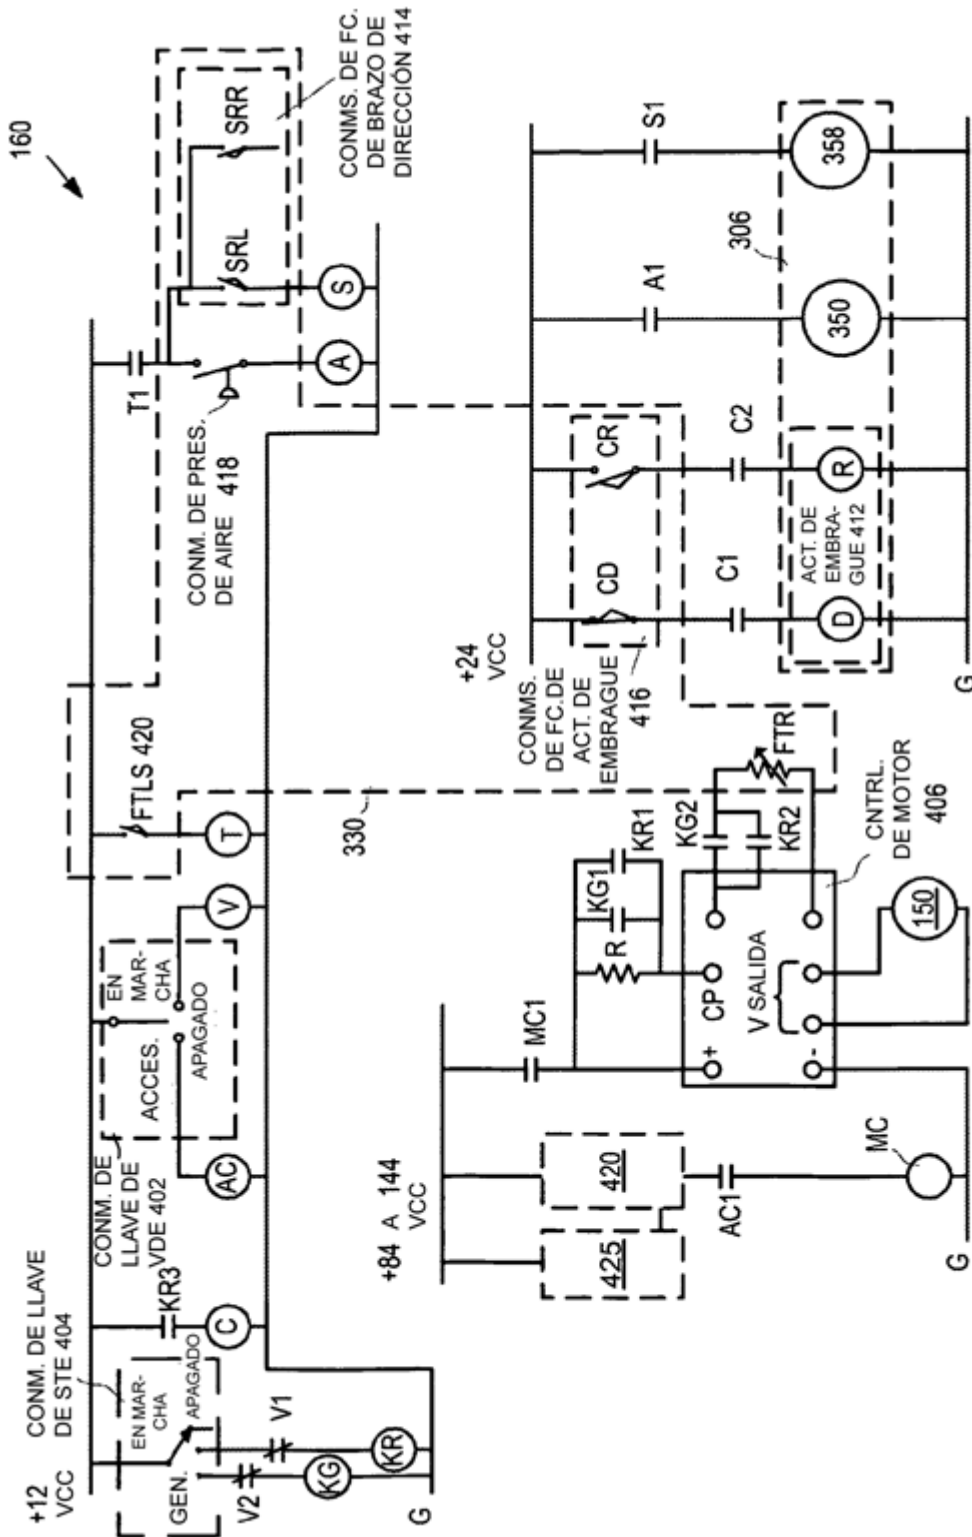 160
+12
VCC
CONM. DE LLAVE
DE STE 404
EN MAR-
CHA
APAGADO
GEN.
V2
V1
KG
KR
G
KR3
C
CONM. DE
LLAVE DE
VDE 402
ACCES.
EN
MAR-
CHA
APAGADO
AC
V
FTLS 420
T
T1
CONM. DE PRES.
DE AIRE 418
A
S
SRL
SRR
CONMS. DE FC.
DE BRAZO DE
DIRECCIÓN 414
330
+84 A 144
VCC
425
420
AC1
MC
G
MC1
R
KG1
KR1
KG2
KR2
FTR
+
CP
-
V SALIDA
CNTRL.
DE MOTOR
406
150
+24
VCC
CONMS.
DE FC.DE
ACT. DE
EMBRAGUE
416
CD
CR
C1
C2
ACT. DE
EMBRA-
GUE 412
D
R
A1
S1
306
350
358
G